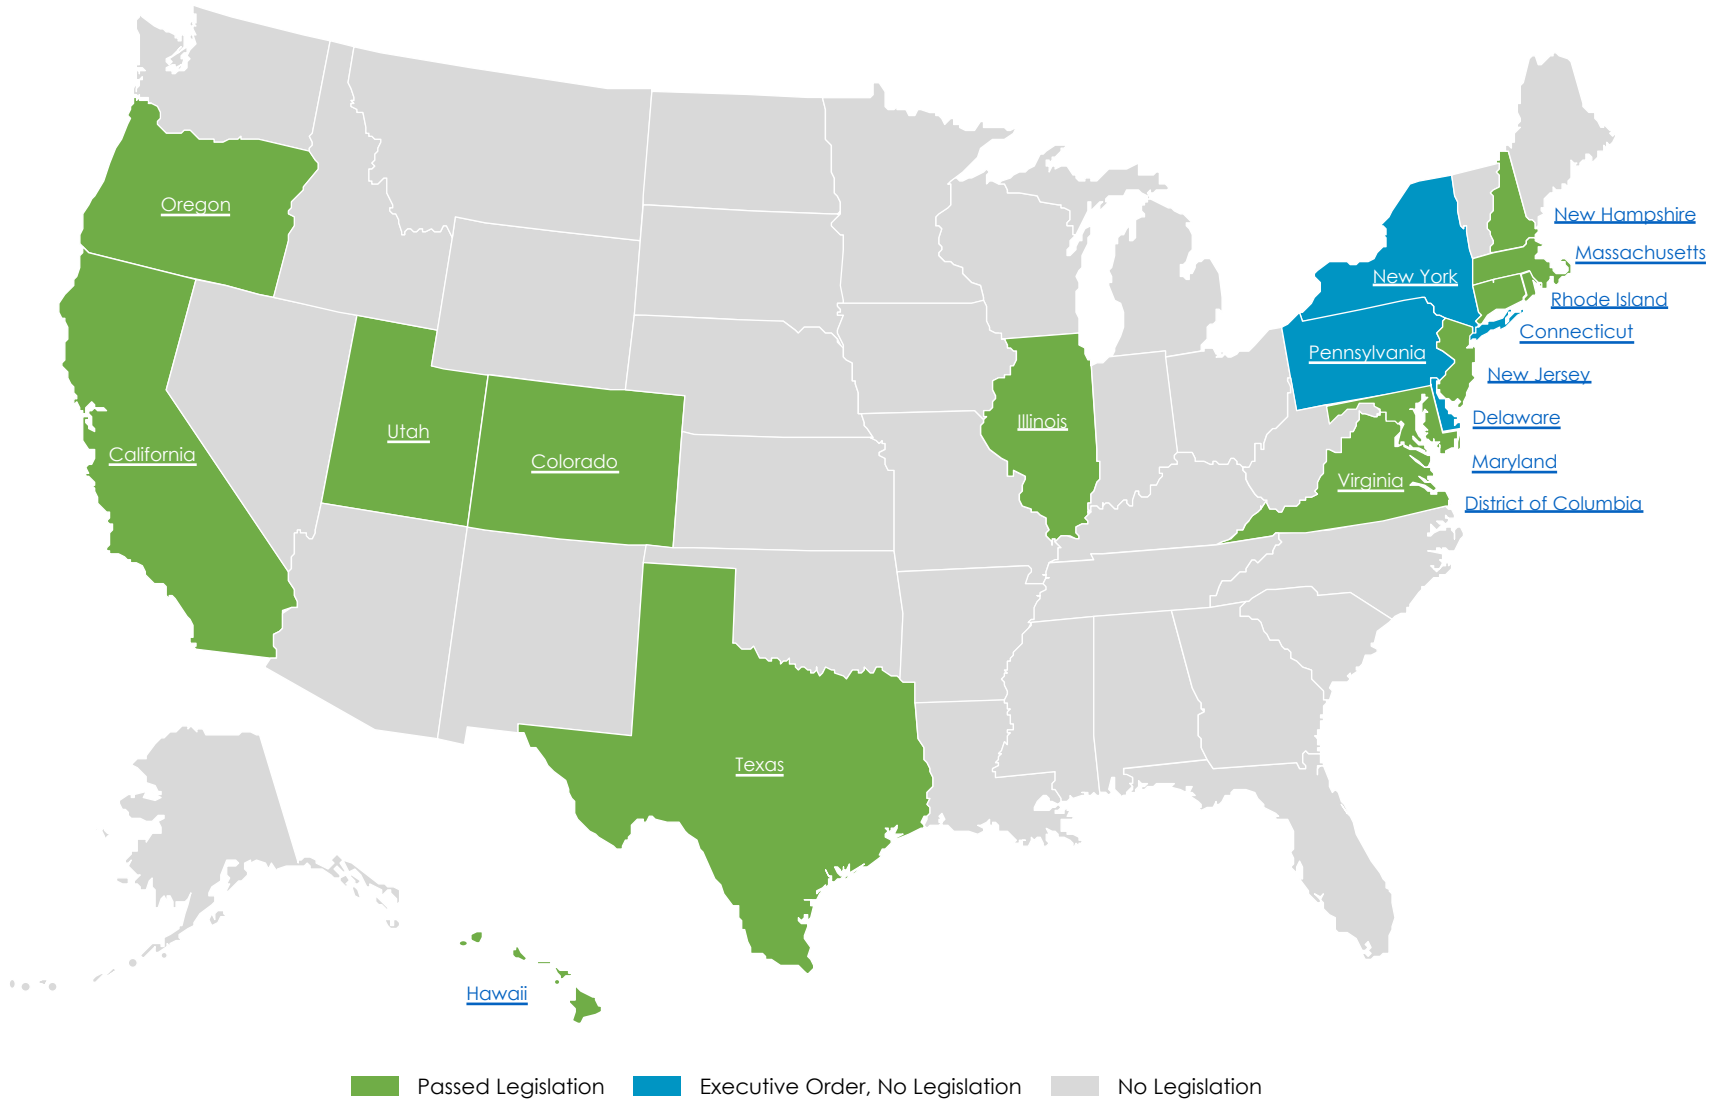 Oregon
New Hampshire
Massachusetts
New York
Rhode Island
Connecticut
Pennsylvania
New Jersey
Delaware
Illinois
Utah
California
Colorado
Maryland
Virginia
District of Columbia
Texas
Hawaii
Passed Legislation
Executive Order, No Legislation
No Legislation